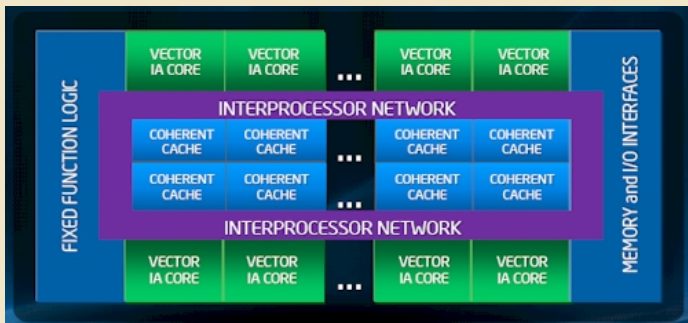 FIXED FUNCTION LOGIC
VECTOR
IA CORE
VECTOR
IA CORE
...
VECTOR
IA CORE
VECTOR
IA CORE
INTERPROCESSOR NETWORK
COHERENT
CACHE
COHERENT
CACHE
...
COHERENT
CACHE
COHERENT
CACHE
COHERENT
CACHE
COHERENT
CACHE
...
COHERENT
CACHE
COHERENT
CACHE
INTERPROCESSOR NETWORK
VECTOR
IA CORE
VECTOR
IA CORE
...
VECTOR
IA CORE
VECTOR
IA CORE
MEMORY and I/O INTERFACES